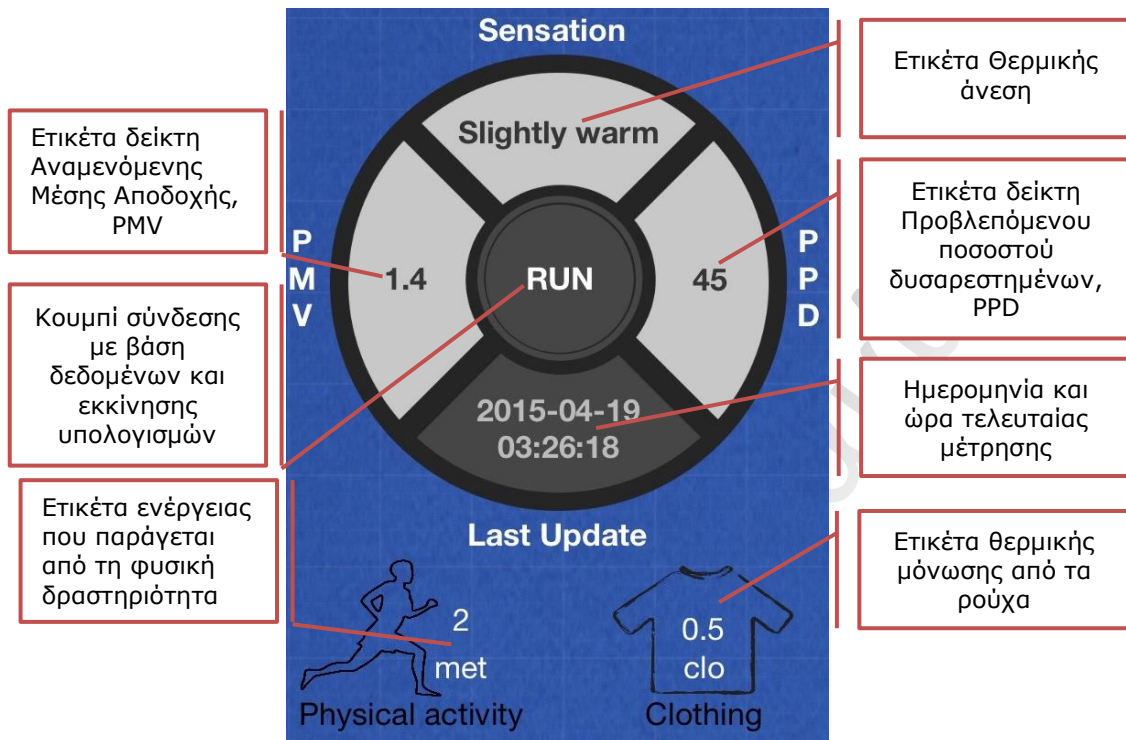 Sensation
Slightly warm
P
M
V
1.4
RUN
45
P
P
D
2015-04-19
03:26:18
Last Update
2
met
Physical activity
0.5
clo
Clothing
Ετικέτα δείκτη
Αναμενόμενης
Μέσης Αποδοχής,
PMV
Κουμπί σύνδεσης
με βάση
δεδομένων και
εκκίνησης
υπολογισμών
Ετικέτα ενέργειας
που παράγεται
από τη φυσική
δραστηριότητα
Ετικέτα Θερμικής
άνεση
Ετικέτα δείκτη
Προβλεπόμενου
ποσοστού
δυσαρεστημένων,
PPD
Ημερομηνία και
ώρα τελευταίας
μέτρησης
Ετικέτα θερμικής
μόνωσης από τα
ρούχα